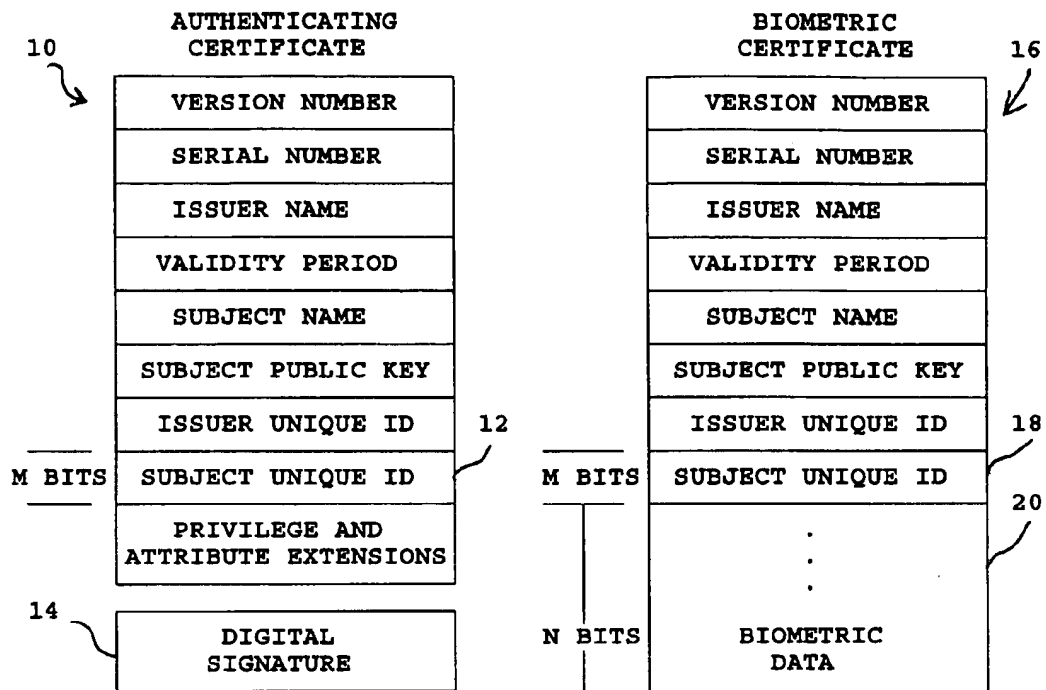 AUTHENTICATING
CERTIFICATE
10
VERSION NUMBER
SERIAL NUMBER
ISSUER NAME
VALIDITY PERIOD
SUBJECT NAME
SUBJECT PUBLIC KEY
ISSUER UNIQUE ID
12
M BITS
SUBJECT UNIQUE ID
PRIVILEGE AND
ATTRIBUTE EXTENSIONS
14
DIGITAL
SIGNATURE
BIOMETRIC
CERTIFICATE
16
VERSION NUMBER
SERIAL NUMBER
ISSUER NAME
VALIDITY PERIOD
SUBJECT NAME
SUBJECT PUBLIC KEY
ISSUER UNIQUE ID
18
M BITS
SUBJECT UNIQUE ID
20
N BITS
BIOMETRIC
DATA